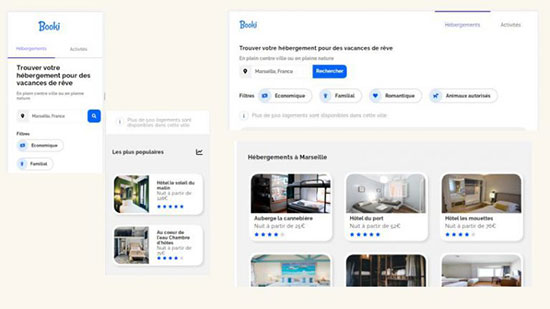 Booki
Hébergements
Activités
Trouver votre
hébergement pour des
vacances de rêve
En plein centre ville ou en pleine
nature
Marseille, France
Filtres
Économique
Familial
Plus de 500 logements sont
disponibles dans cette ville
Les plus populaires
Hôtel le soleil du
matin
Nuit à partir de
Au coeur de
l'eau Chambre
d'hôtes
Nuit à partir de
Booki
Hébergements
Activités
Trouver votre hébergement pour des vacances de rêve
En plein centre ville ou en pleine nature
Marseille, France
Rechercher
Filtres
Économique
Familial
Romantique
Animaux autorisés
Plus de 500 logements sont disponibles dans cette ville
Hébergements à Marseille
Auberge la cannebière
Nuit à partir de 25€
Hôtel du port
Nuit à partir de 52€
Hôtel les mouettes
Nuit à partir de 76€